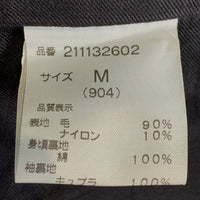 品番 211132602
サイズ M
(904)
品質表示
表地 毛 90%
ナイロン 10%
身頃裏地
綿 100%
袖裏地
キュプラ 100%